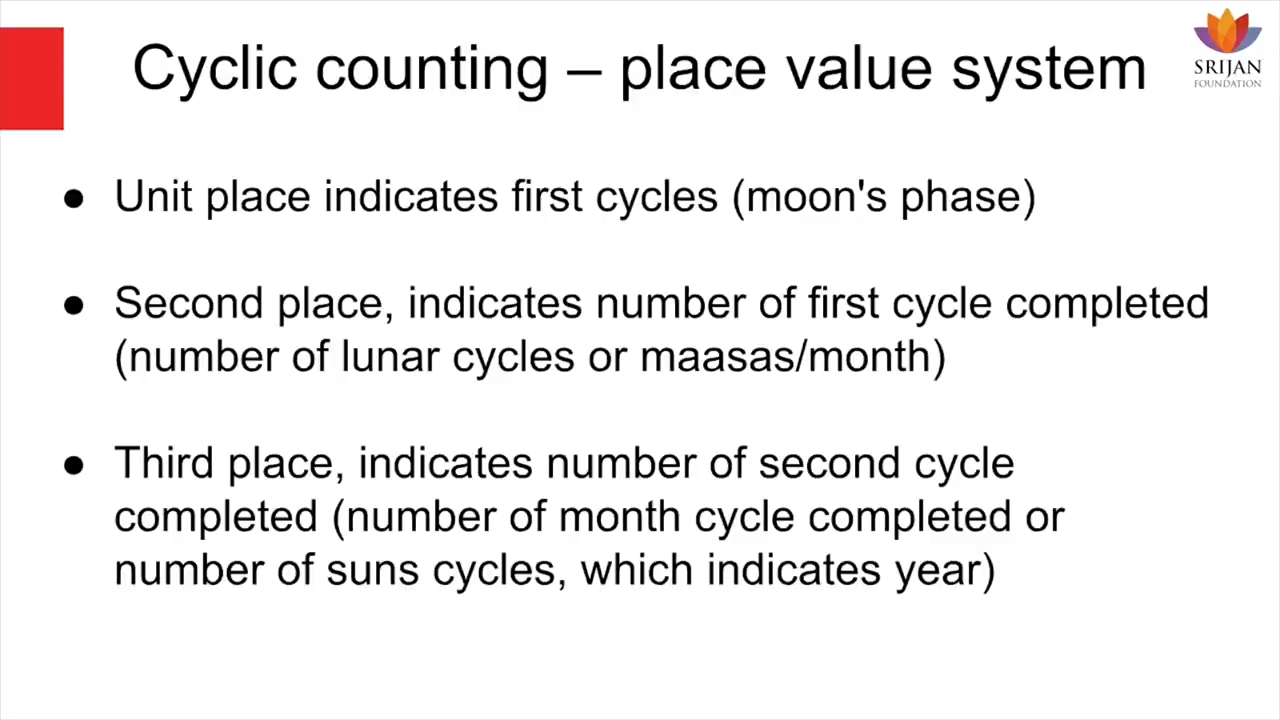 Cyclic counting – place value system
SRIJAN
FOUNDATION
● Unit place indicates first cycles (moon's phase)
● Second place, indicates number of first cycle completed
(number of lunar cycles or maasas/month)
● Third place, indicates number of second cycle
completed (number of month cycle completed or
number of suns cycles, which indicates year)